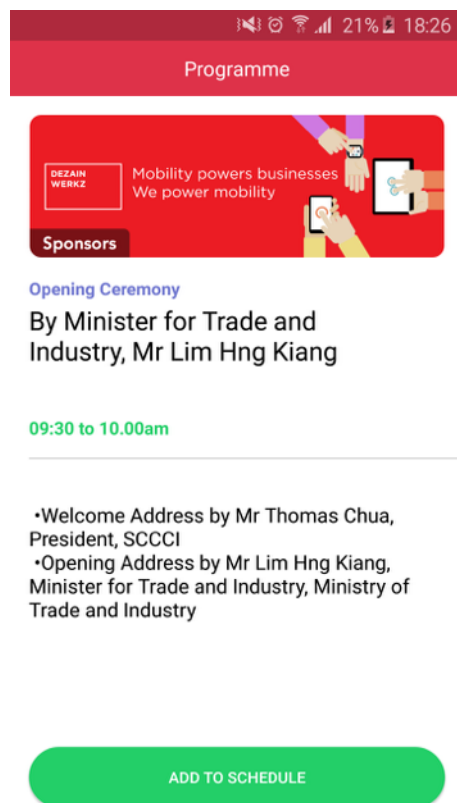 21% 18:26
Programme
DEZAIN
WERKZ
Mobility powers businesses
We power mobility
Sponsors
Opening Ceremony
By Minister for Trade and
Industry, Mr Lim Hng Kiang
09:30 to 10.00am
•Welcome Address by Mr Thomas Chua,
President, SCCCI
•Opening Address by Mr Lim Hng Kiang,
Minister for Trade and Industry, Ministry of
Trade and Industry
ADD TO SCHEDULE